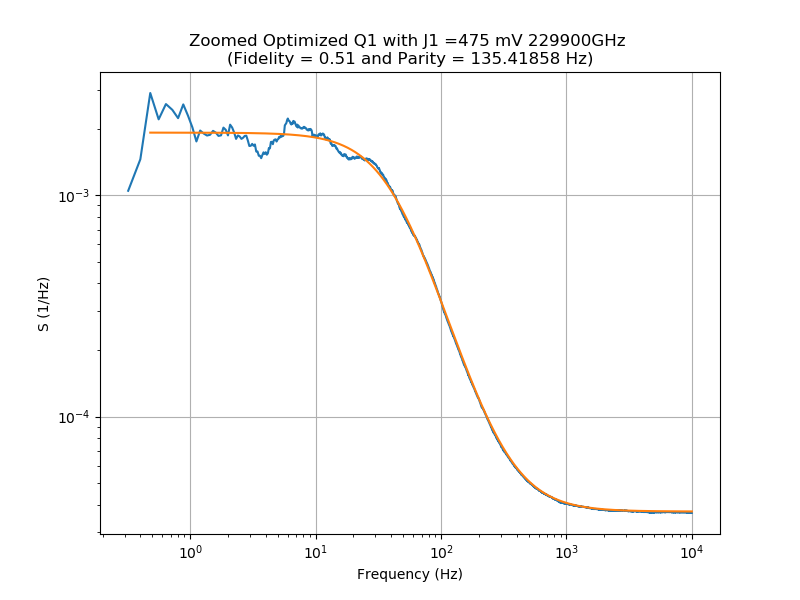 Zoomed Optimized Q1 with J1 =475 mV 229900GHz
(Fidelity = 0.51 and Parity = 135.41858 Hz)
S (1/Hz)
10⁻³
10⁻⁴
10⁰ 10¹ 10² 10³ 10⁴
Frequency (Hz)